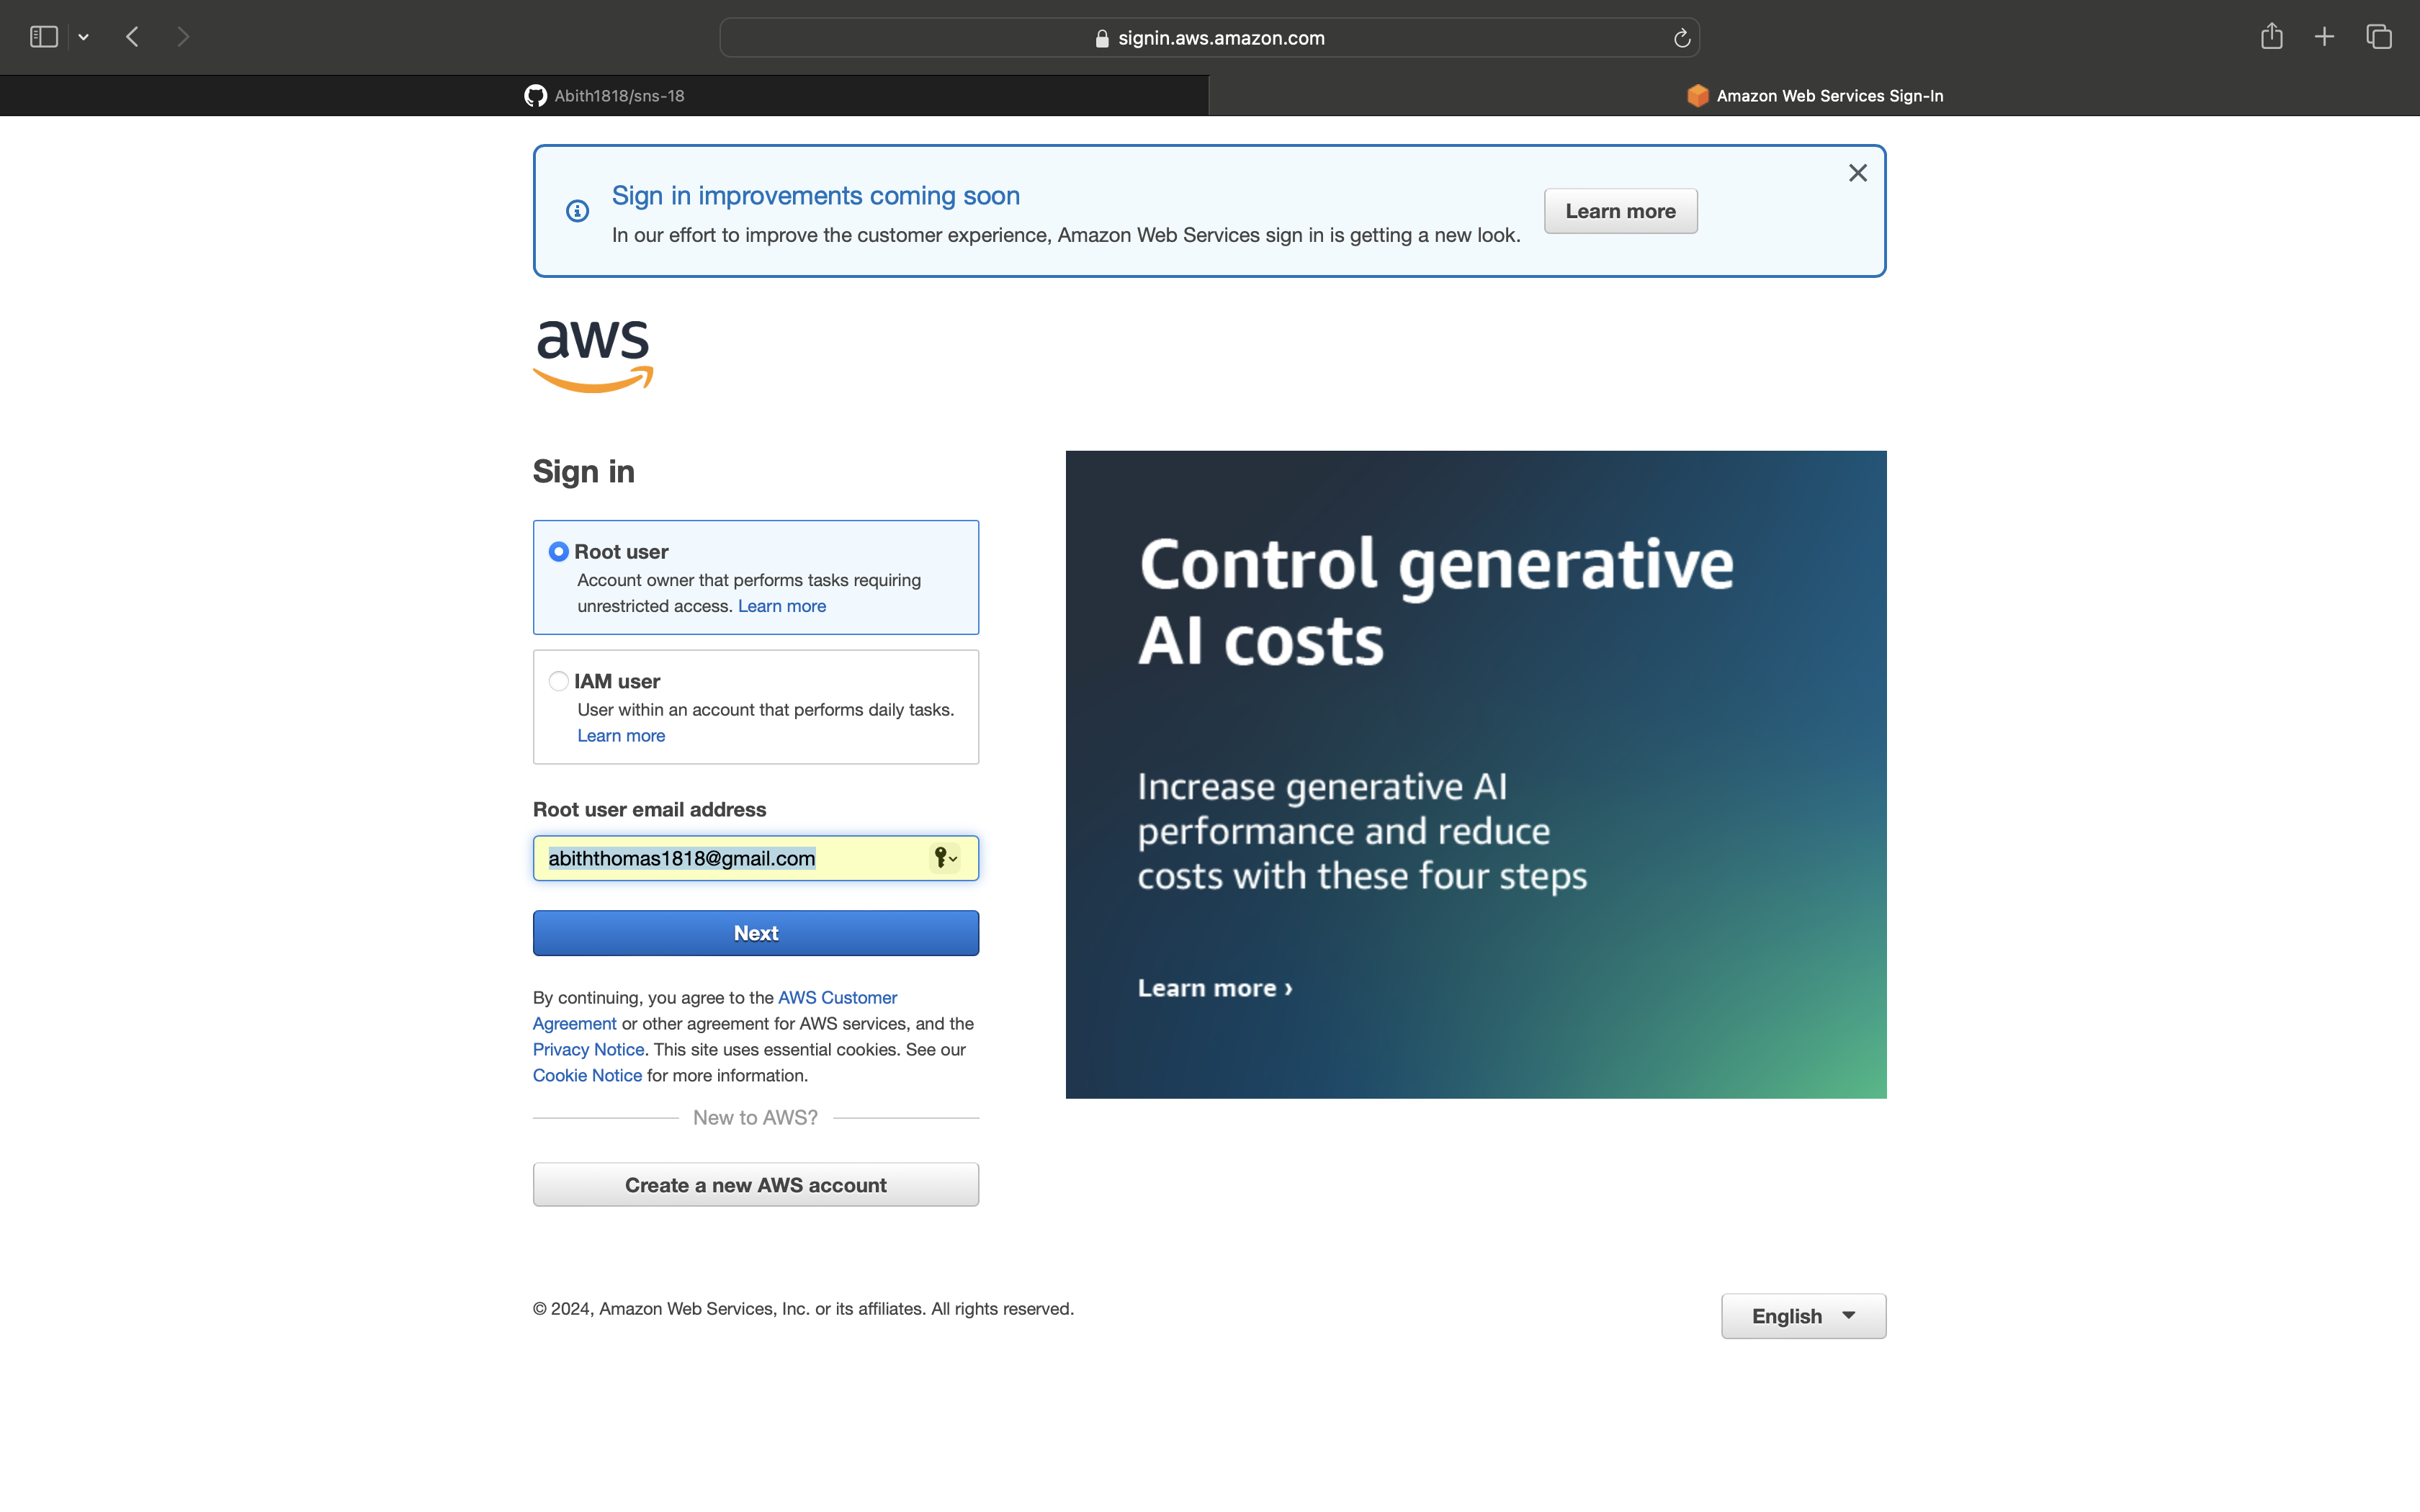 signin.aws.amazon.com
Abith1818/sns-18
Amazon Web Services Sign-In
Sign in improvements coming soon
In our effort to improve the customer experience, Amazon Web Services sign in is getting a new look.
Learn more
aws
Sign in
Root user
Account owner that performs tasks requiring
unrestricted access. Learn more
IAM user
User within an account that performs daily tasks.
Learn more
Root user email address
abiththomas1818@gmail.com
Next
By continuing, you agree to the AWS Customer
Agreement or other agreement for AWS services, and the
Privacy Notice. This site uses essential cookies. See our
Cookie Notice for more information.
New to AWS?
Create a new AWS account
Control generative
AI costs
Increase generative AI
performance and reduce
costs with these four steps
Learn more ›
© 2024, Amazon Web Services, Inc. or its affiliates. All rights reserved.
English